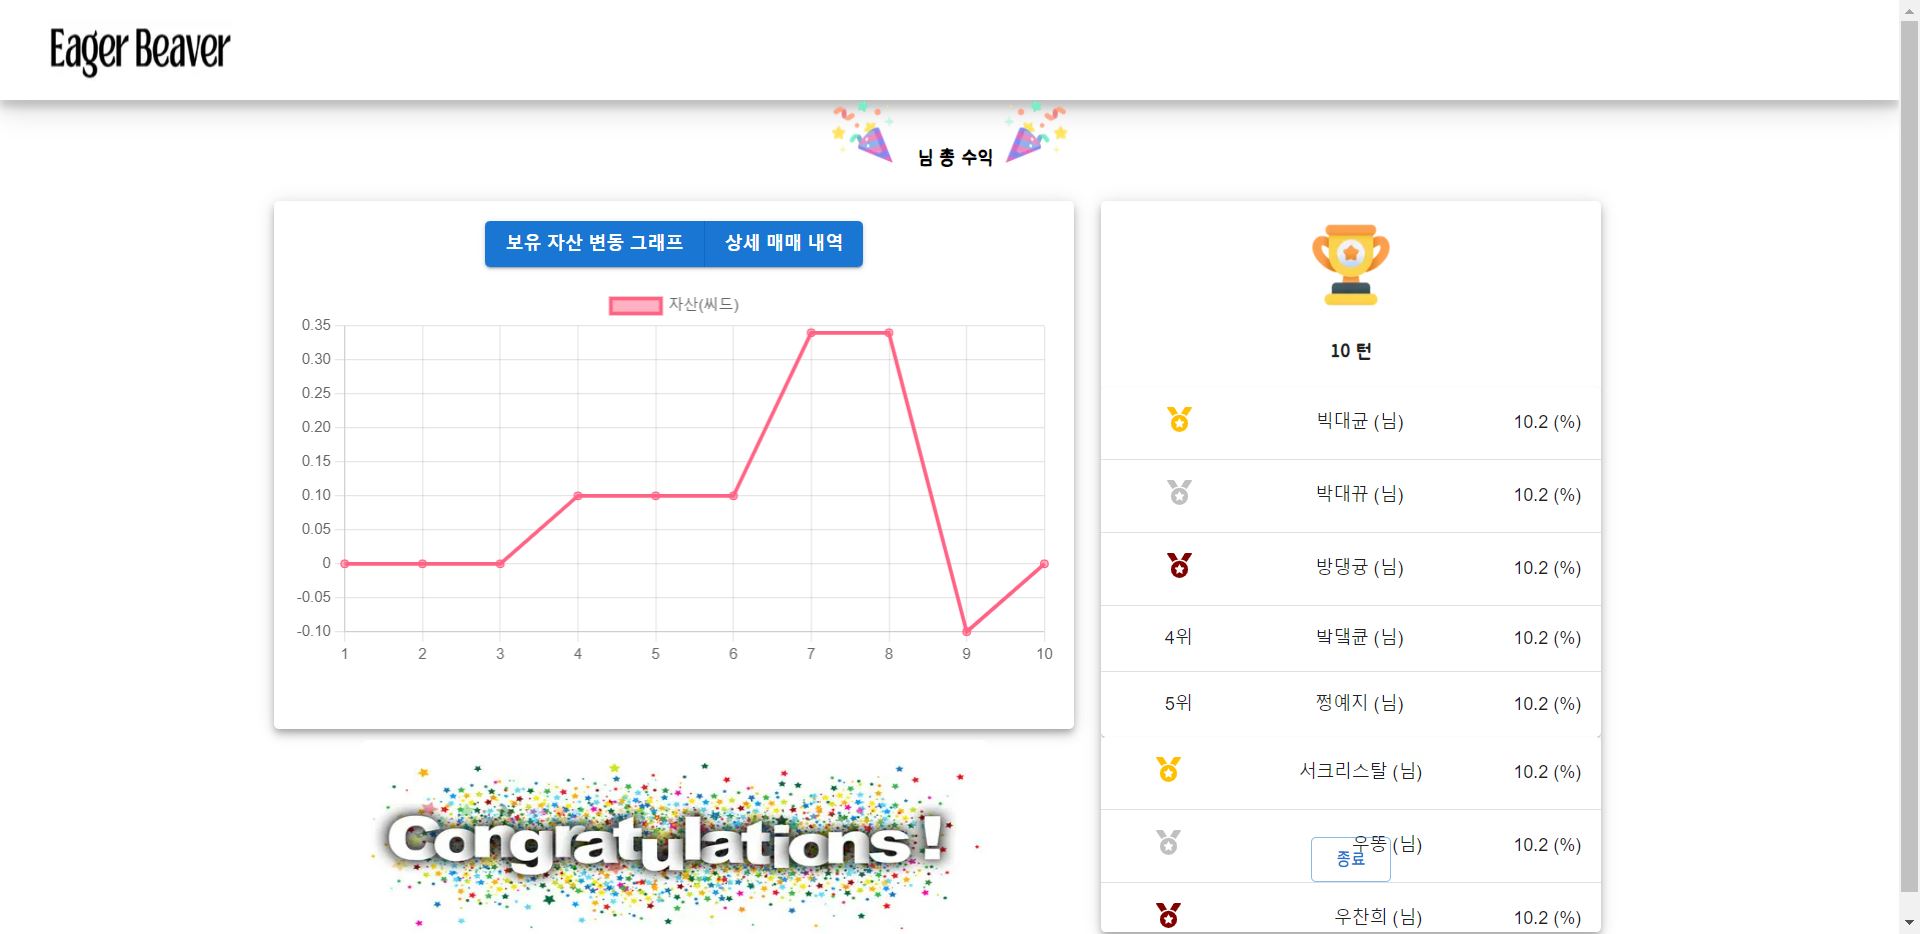 Eager Beaver
님 총 수익
보유 자산 변동 그래프 상세 매매 내역
자산(씨드)
0.35
0.30
0.25
0.20
0.15
0.10
0.05
0
-0.05
-0.10
1 2 3 4 5 6 7 8 9 10
Congratulations!
10 턴
빅대균 (님) 10.2 (%)
박대뀨 (님) 10.2 (%)
방댕귱 (님) 10.2 (%)
4위 박댁큔 (님) 10.2 (%)
5위 쩡예지 (님) 10.2 (%)
서크리스탈 (님) 10.2 (%)
우똥 (님) 10.2 (%)
종료
우찬희 (님) 10.2 (%)